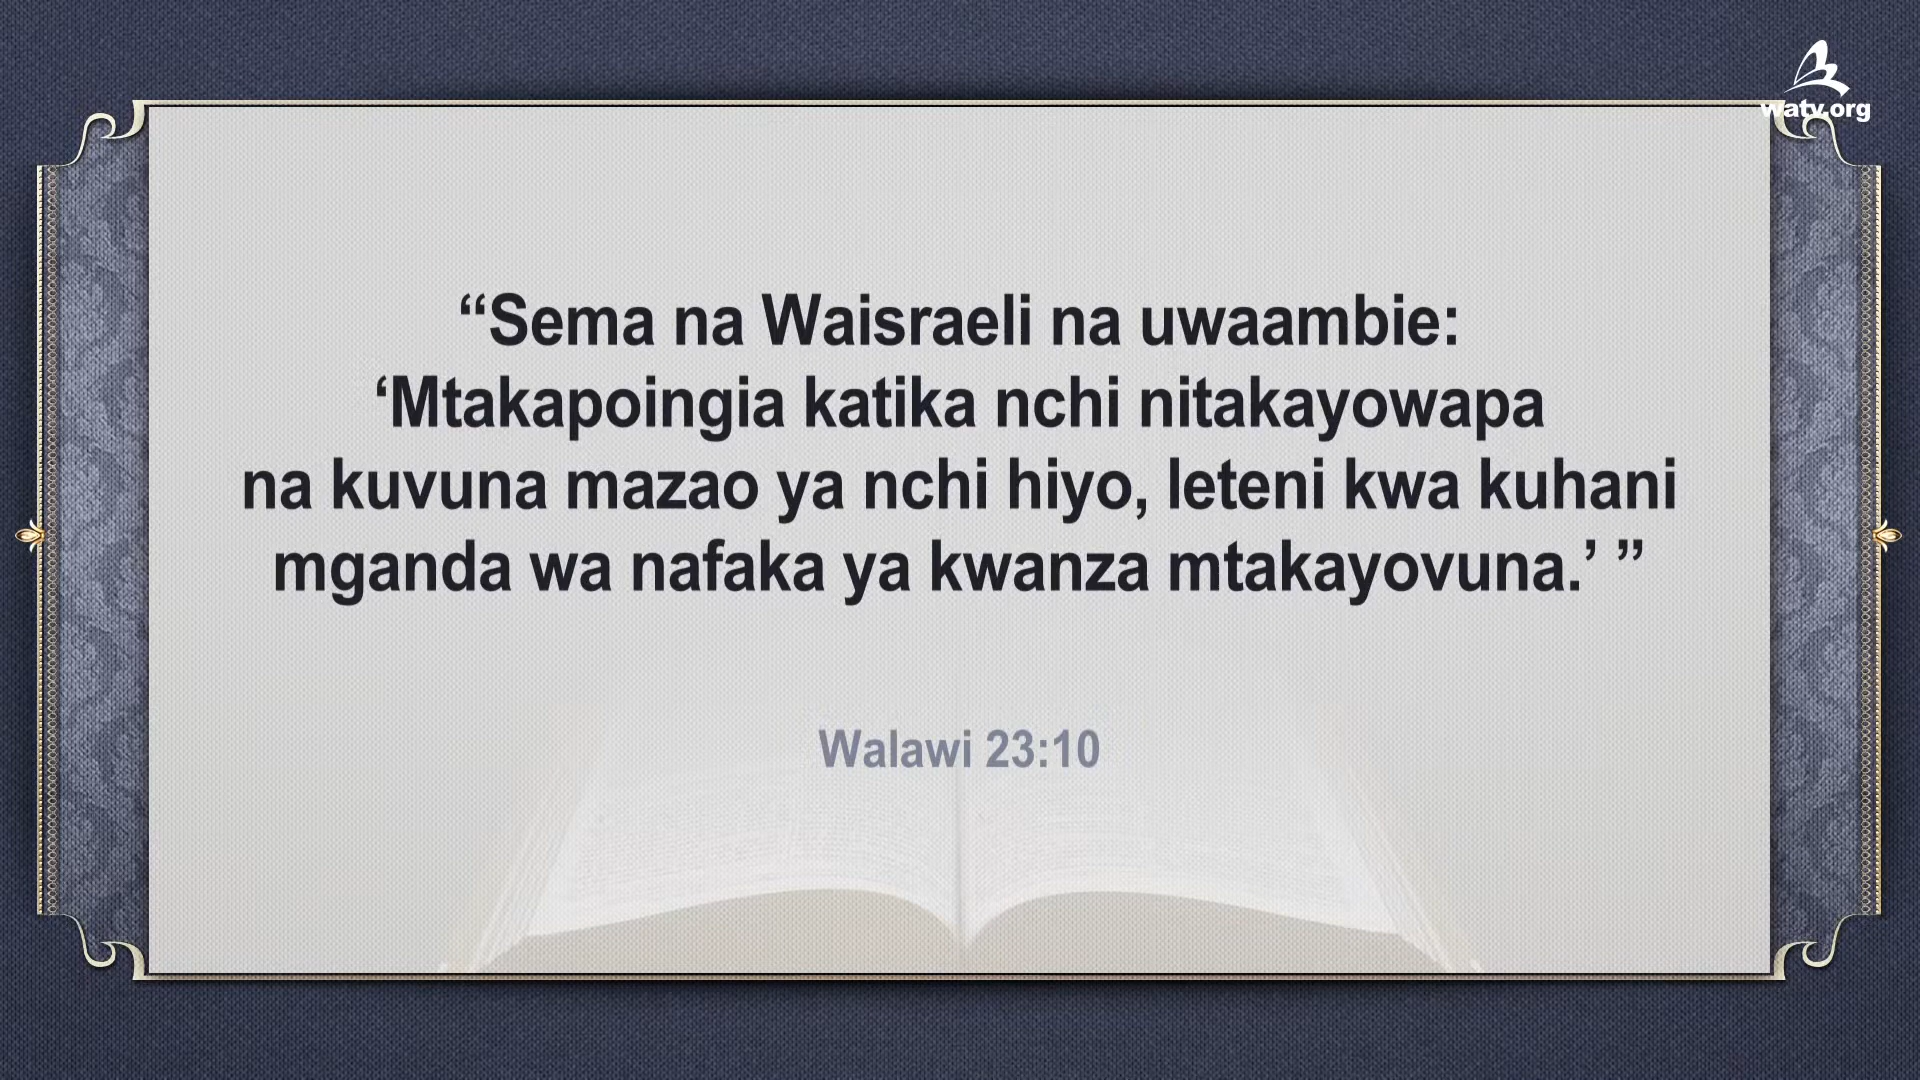 watv.org
“Sema na Waisraeli na uwaambie:
‘Mtakapoingia katika nchi nitakayowapa
na kuvuna mazao ya nchi hiyo, leteni kwa kuhani
mganda wa nafaka ya kwanza mtakayovuna.’ ”
Walawi 23:10